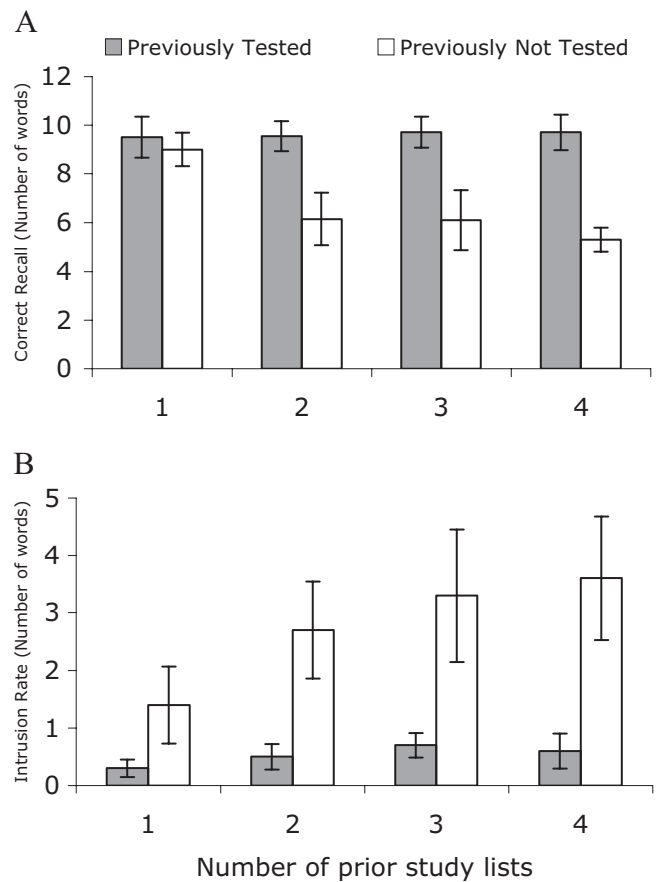 A
Previously Tested Previously Not Tested
Correct Recall (Number of words)
12
10
8
6
4
2
0
1 2 3 4
B
Intrusion Rate (Number of words)
5
4
3
2
1
0
1 2 3 4
Number of prior study lists